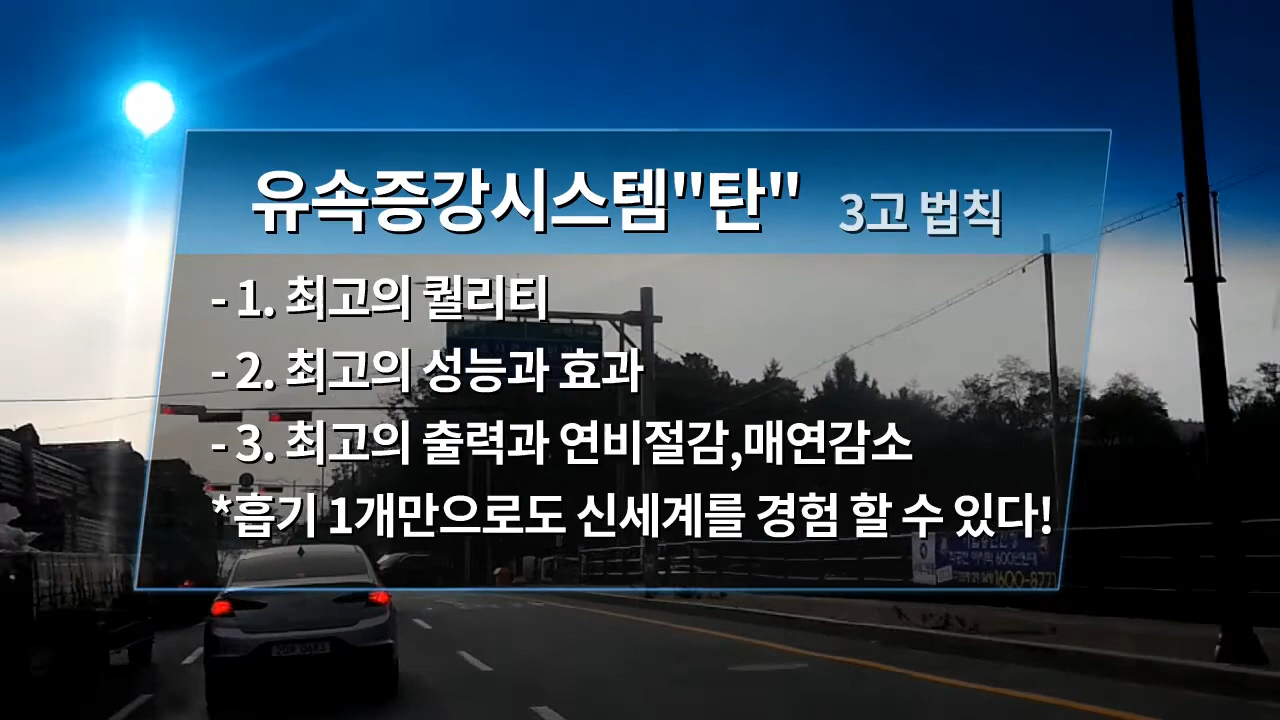 유속증강시스템"탄" 3고 법칙
- 1. 최고의 퀄리티
- 2. 최고의 성능과 효과
- 3. 최고의 출력과 연비절감,매연감소
*흡기 1개만으로도 신세계를 경험 할 수 있다!
1600-8771